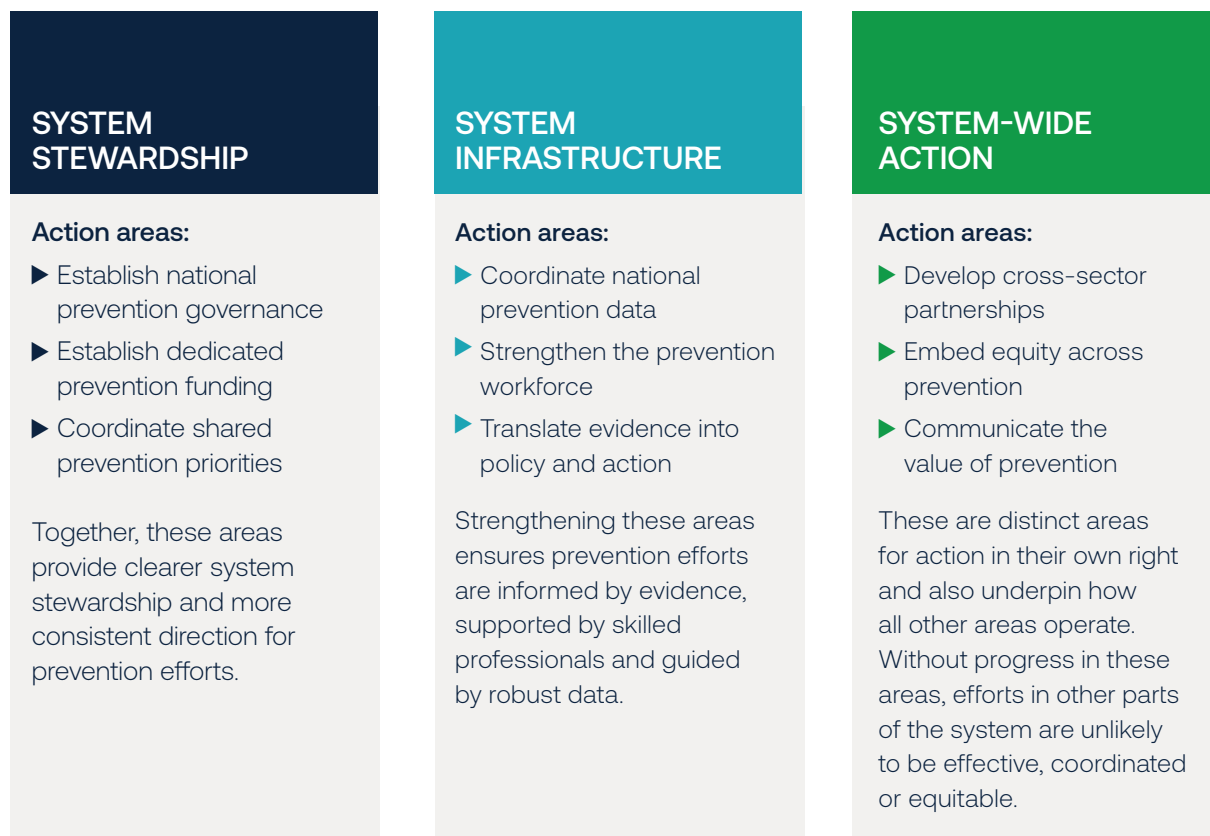 SYSTEM
STEWARDSHIP
Action areas:
Establish national
prevention governance
Establish dedicated
prevention funding
Coordinate shared
prevention priorities
Together, these areas
provide clearer system
stewardship and more
consistent direction for
prevention efforts.
SYSTEM
INFRASTRUCTURE
Action areas:
Coordinate national
prevention data
Strengthen the prevention
workforce
Translate evidence into
policy and action
Strengthening these areas
ensures prevention efforts
are informed by evidence,
supported by skilled
professionals and guided
by robust data.
SYSTEM-WIDE
ACTION
Action areas:
Develop cross-sector
partnerships
Embed equity across
prevention
Communicate the
value of prevention
These are distinct areas
for action in their own right
and also underpin how
all other areas operate.
Without progress in these
areas, efforts in other parts
of the system are unlikely
to be effective, coordinated
or equitable.